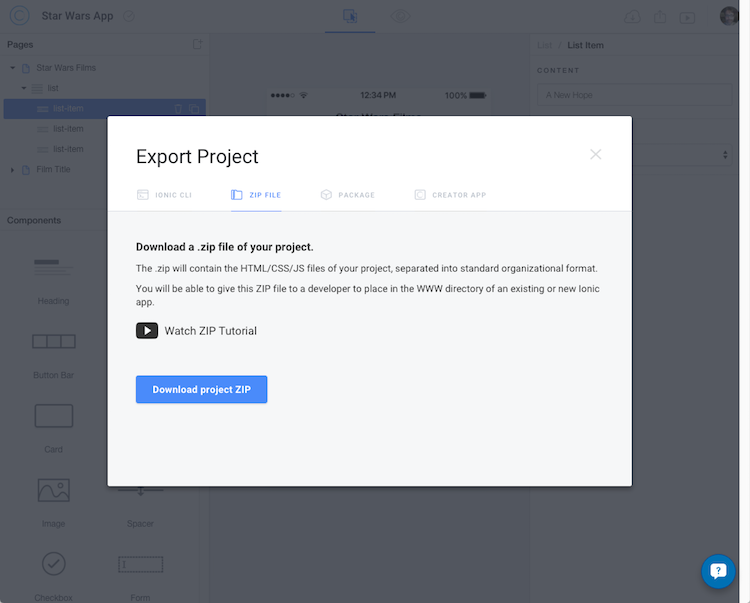 Star Wars App
Pages
Star Wars Films
list
list-item
list-item
list-item
Film Title
Components
Heading
Button Bar
Card
Image
Spacer
Checkbox
Form
12:34 PM
100%
Star Wars Films
List / List Item
CONTENT
A New Hope
Export Project
IONIC CLI
ZIP FILE
PACKAGE
CREATOR APP
Download a .zip file of your project.
The .zip will contain the HTML/CSS/JS files of your project, separated into standard organizational format.
You will be able to give this ZIP file to a developer to place in the WWW directory of an existing or new Ionic
app.
Watch ZIP Tutorial
Download project ZIP
?